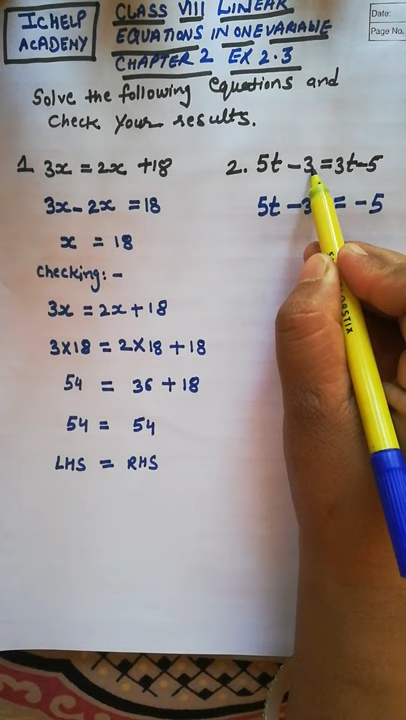 ICHELP ACADEMY
CLASS VIII LINEAR
EQUATIONS IN ONE VARIABLE
CHAPTER 2 EX 2.3
Date:
Page No.
Solve the following equations and
Check your results.
1. 3x = 2x + 18
3x - 2x = 18
x = 18
Checking: -
3x = 2x + 18
3 x 18 = 2 x 18 + 18
54 = 36 + 18
54 = 54
LHS = RHS
2. 5t - 3 = 3t - 5
5t - 3 = - 5